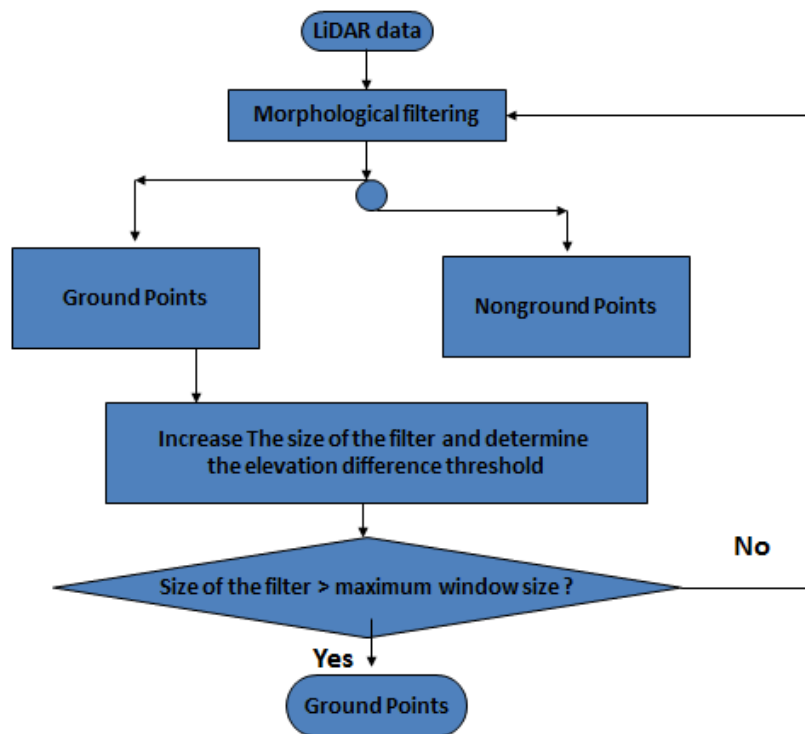 LiDAR data
Morphological filtering
Ground Points
Nonground Points
Increase The size of the filter and determine
the elevation difference threshold
No
Size of the filter > maximum window size ?
Yes
Ground Points